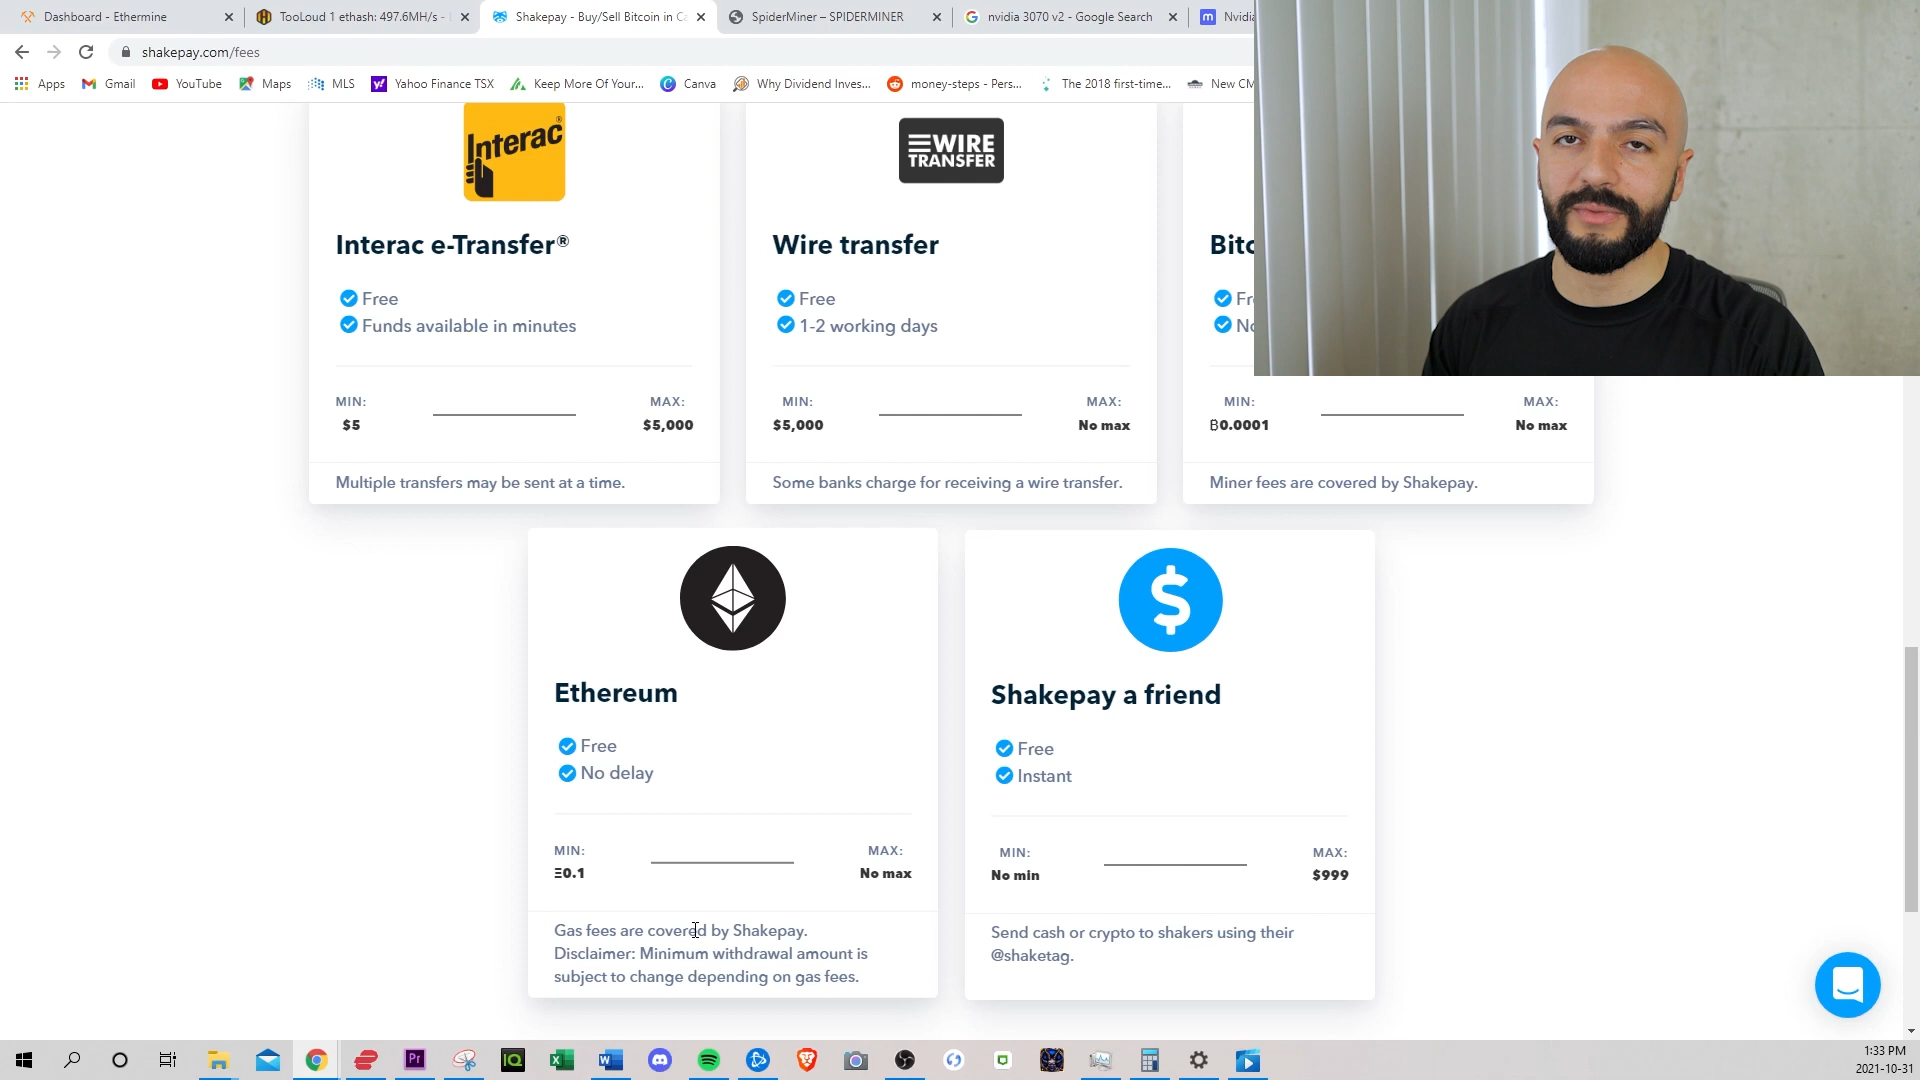 Dashboard - Ethermine
TooLoud 1 ethash: 497.6MH/s -
Shakepay - Buy/Sell Bitcoin in Ca
SpiderMiner – SPIDERMINER
nvidia 3070 v2 - Google Search
Nvidia
shakepay.com/fees
Apps
Gmail
YouTube
Maps
MLS
Yahoo Finance TSX
Keep More Of Your...
Canva
Why Dividend Inves...
money-steps - Pers...
The 2018 first-time...
New CM
Interac®
WIRE
TRANSFER
Interac e-Transfer®
Wire transfer
Bitc
Free
Funds available in minutes
Free
1-2 working days
Fr
No
MIN:
$5
MAX:
$5,000
MIN:
$5,000
MAX:
No max
MIN:
₿0.0001
MAX:
No max
Multiple transfers may be sent at a time.
Some banks charge for receiving a wire transfer.
Miner fees are covered by Shakepay.
$
Ethereum
Shakepay a friend
Free
No delay
Free
Instant
MIN:
Ξ0.1
MAX:
No max
MIN:
No min
MAX:
$999
Gas fees are covered by Shakepay.
Disclaimer: Minimum withdrawal amount is
subject to change depending on gas fees.
Send cash or crypto to shakers using their
@shaketag.
Pr
IQ
1:33 PM
2021-10-31